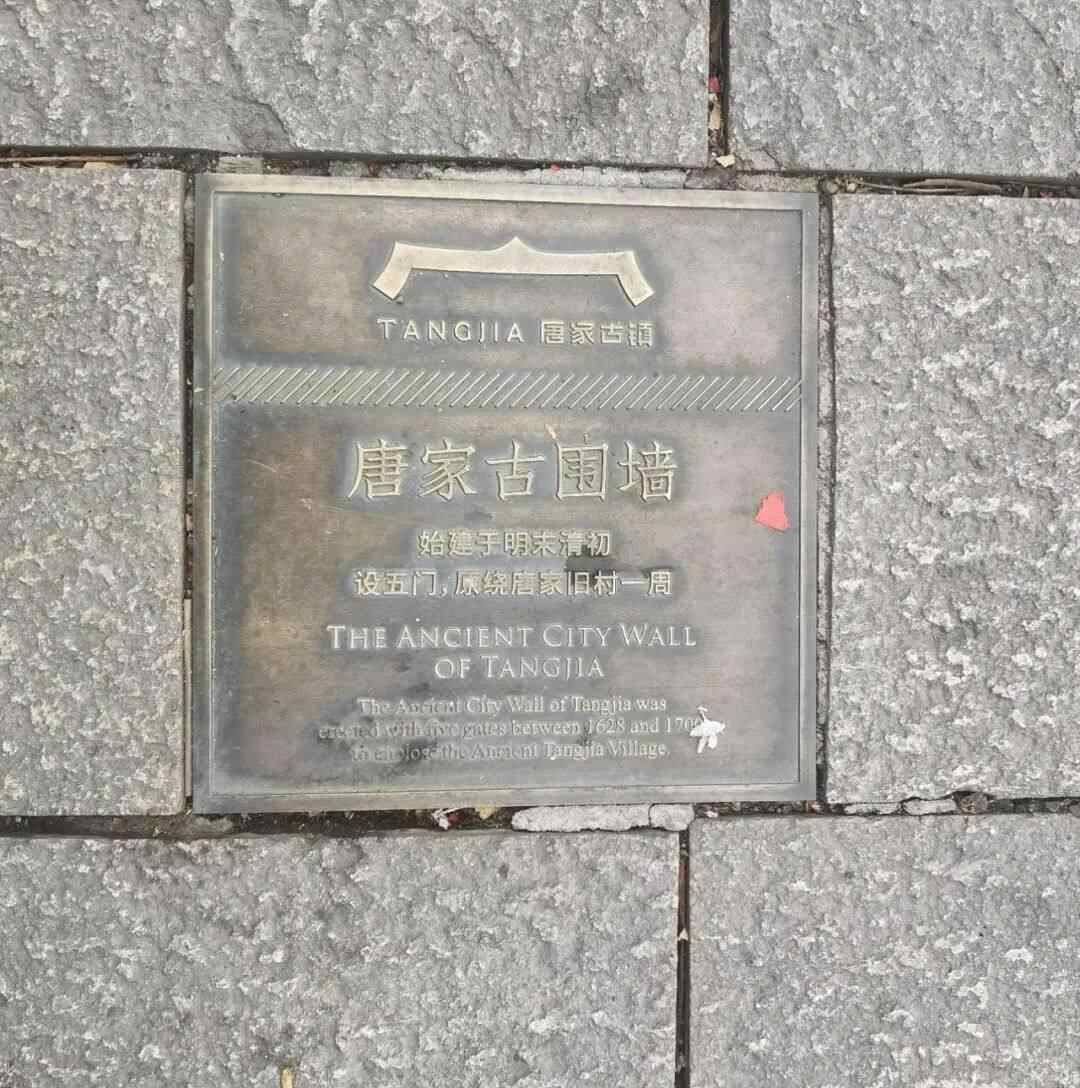 TANGJIA 唐家古镇
唐家古围墙
始建于明末清初
设五门,原绕唐家旧村一周
THE ANCIENT CITY WALL
OF TANGJIA
The Ancient City Wall of Tangjia was
erected with five gates between 1628 and
to enclose the Ancient Tangjia Village.